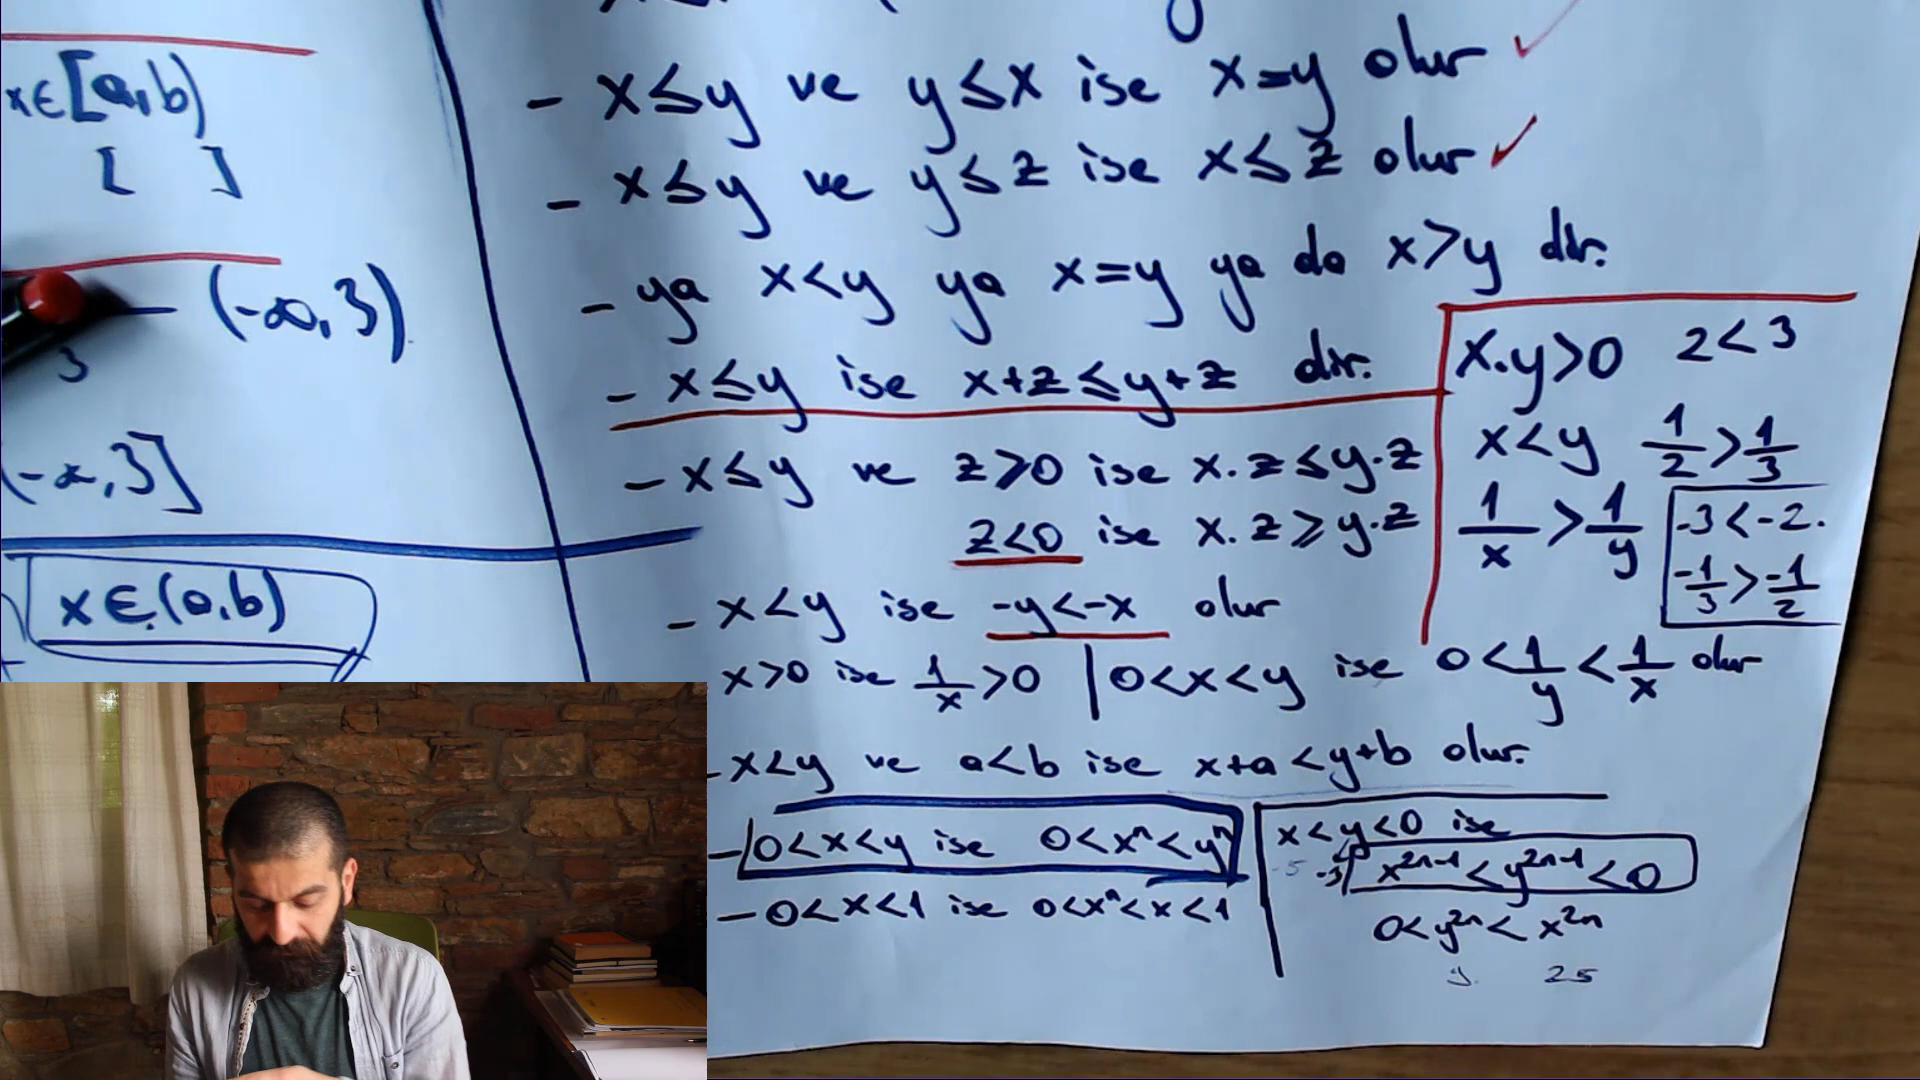 x∈[a,b)
[ ]
(-∞,3)
3
(-∞,3]
x∈(a,b)
- x≤y ve y≤x ise x=y olur ✓
- x≤y ve y≤z ise x≤z olur ✓
- ya x<y ya x=y ya da x>y dir.
- x≤y ise x+z≤y+z dir.
- x≤y ve z>0 ise x.z≤y.z
z<0 ise x.z≥y.z
- x<y ise -y<-x olur
x>0 ise 1/x>0 | 0<x<y ise 0<1/y<1/x olur
- x<y ve a<b ise x+a<y+b olur.
- 0<x<y ise 0<xⁿ<yⁿ
- 0<x<1 ise 0<xⁿ<x<1
x.y>0 2<3
x<y 1/2>1/3
1/x>1/y
-3<-2.
-1/3>-1/2
x<y<0 ise
-5 -3
x²ⁿ⁻¹<y²ⁿ⁻¹<0
0<y²ⁿ<x²ⁿ
25